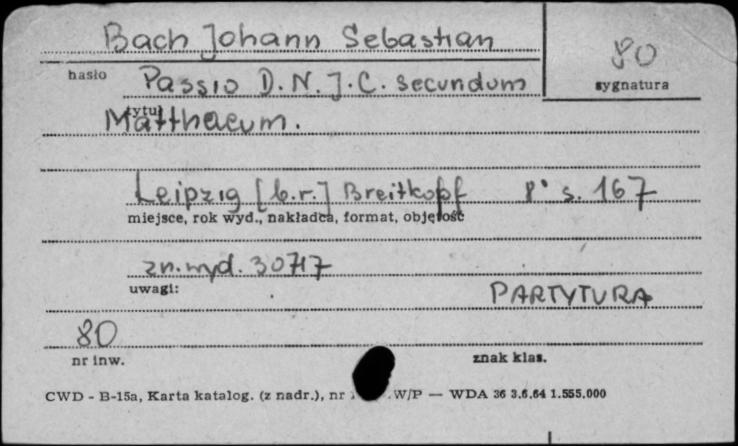 Bach Johann Sebastian
80
hasło
Passio D. N. J. C. secundum
sygnatura
tytuł
Matthaeum.
Leipzig [b.r.] Breitkopf 8° s. 167
miejsce, rok wyd., nakładca, format, objętość
zn. wyd. 30717
uwagi:
PARTYTURA
80
nr inw.
znak klas.
CWD - B-15a, Karta katalog. (z nadr.), nr W/P — WDA 36 3.6.64 1.555.000